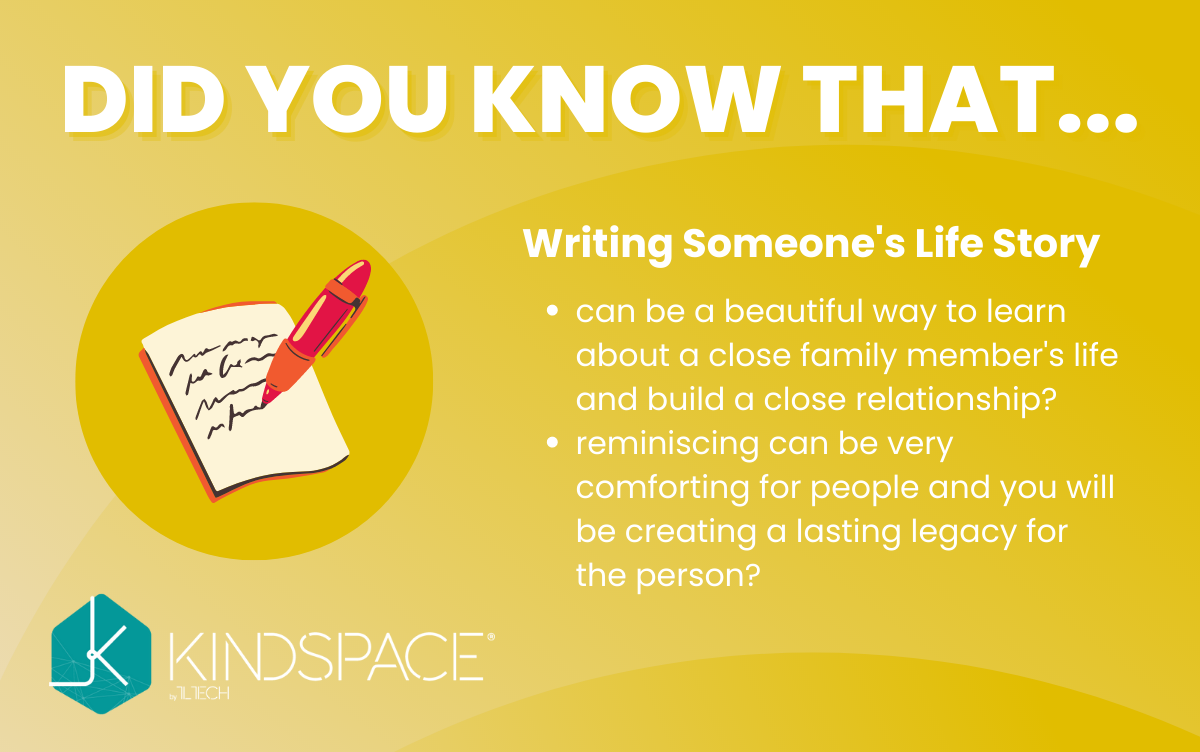 DID YOU KNOW THAT...
Writing Someone's Life Story
• can be a beautiful way to learn
about a close family member's life
and build a close relationship?
• reminiscing can be very
comforting for people and you will
be creating a lasting legacy for
the person?
KINDSPACE®
by TLTECH